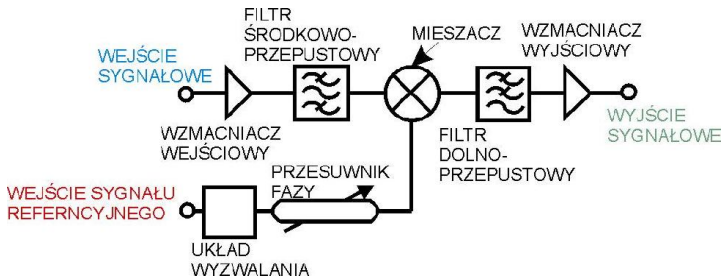 FILTR
ŚRODKOWO-
PRZEPUSTOWY
MIESZACZ
WZMACNIACZ
WYJŚCIOWY
WEJŚCIE
SYGNAŁOWE
WZMACNIACZ
WEJŚCIOWY
FILTR
DOLNO-
PRZEPUSTOWY
WYJŚCIE
SYGNAŁOWE
WEJŚCIE SYGNAŁU
REFERNCYJNEGO
PRZESUWNIK
FAZY
UKŁAD
WYZWALANIA